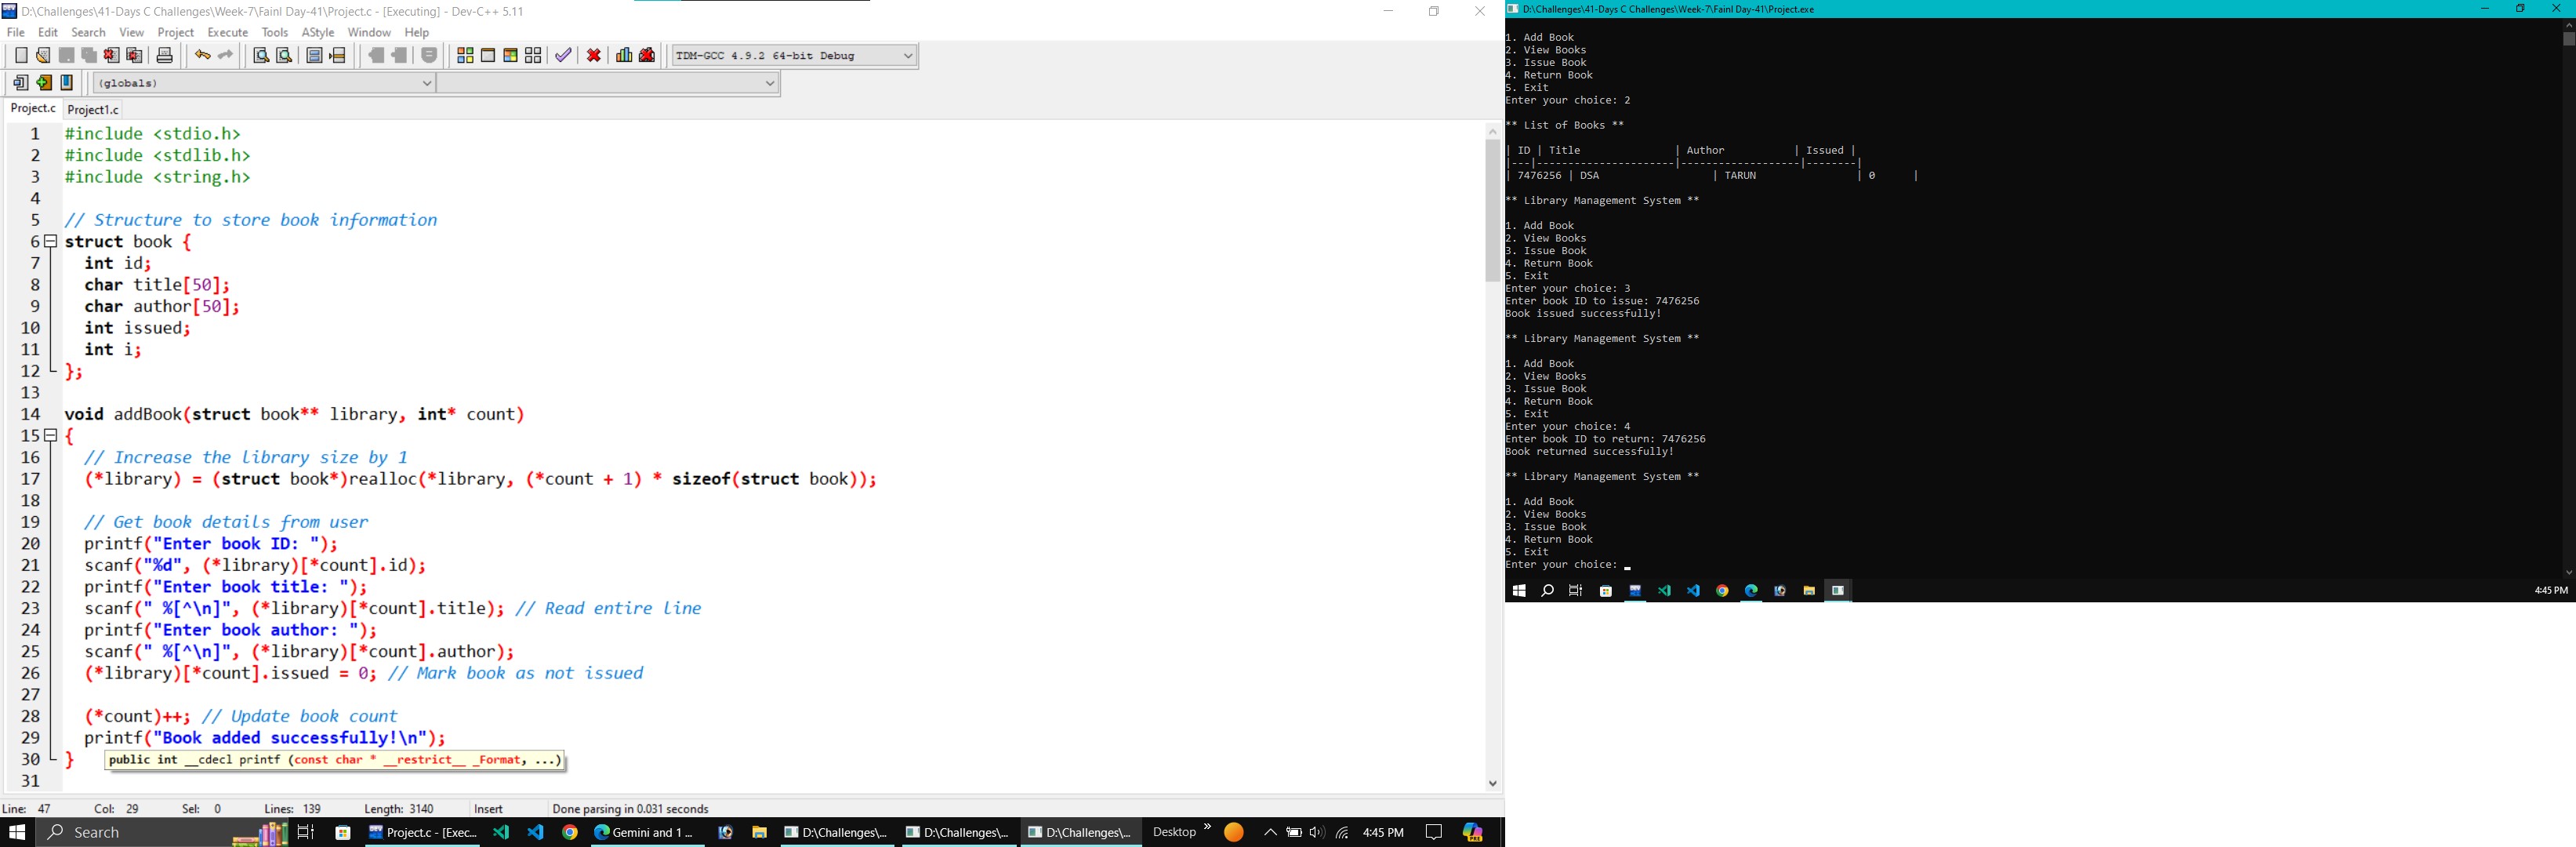 D:\Challenges\41-Days C Challenges\Week-7\Fainl Day-41\Project.c - [Executing] - Dev-C++ 5.11
File Edit Search View Project Execute Tools AStyle Window Help
TDM-GCC 4.9.2 64-bit Debug
(globals)
Project.c Project1.c
1 #include <stdio.h>
2 #include <stdlib.h>
3 #include <string.h>
4
5 // Structure to store book information
6 struct book {
7 int id;
8 char title[50];
9 char author[50];
10 int issued;
11 int i;
12 };
13
14 void addBook(struct book** library, int* count)
15 {
16 // Increase the library size by 1
17 (*library) = (struct book*)realloc(*library, (*count + 1) * sizeof(struct book));
18
19 // Get book details from user
20 printf("Enter book ID: ");
21 scanf("%d", (*library)[*count].id);
22 printf("Enter book title: ");
23 scanf(" %[^\n]", (*library)[*count].title); // Read entire line
24 printf("Enter book author: ");
25 scanf(" %[^\n]", (*library)[*count].author);
26 (*library)[*count].issued = 0; // Mark book as not issued
27
28 (*count)++; // Update book count
29 printf("Book added successfully!\n");
30 }
public int __cdecl printf (const char * __restrict__ _Format, ...)
31
Line: 47 Col: 29 Sel: 0 Lines: 139 Length: 3140 Insert Done parsing in 0.031 seconds
Search Project.c - [Exec... Gemini and 1 ... D:\Challenges\... D:\Challenges\... D:\Challenges\... Desktop » 4:45 PM
D:\Challenges\41-Days C Challenges\Week-7\Fainl Day-41\Project.exe
1. Add Book
2. View Books
3. Issue Book
4. Return Book
5. Exit
Enter your choice: 2
** List of Books **
| ID | Title | Author | Issued |
|---|----------------------|-------------------|--------|
| 7476256 | DSA | TARUN | 0 |
** Library Management System **
1. Add Book
2. View Books
3. Issue Book
4. Return Book
5. Exit
Enter your choice: 3
Enter book ID to issue: 7476256
Book issued successfully!
** Library Management System **
1. Add Book
2. View Books
3. Issue Book
4. Return Book
5. Exit
Enter your choice: 4
Enter book ID to return: 7476256
Book returned successfully!
** Library Management System **
1. Add Book
2. View Books
3. Issue Book
4. Return Book
5. Exit
Enter your choice: _
4:45 PM